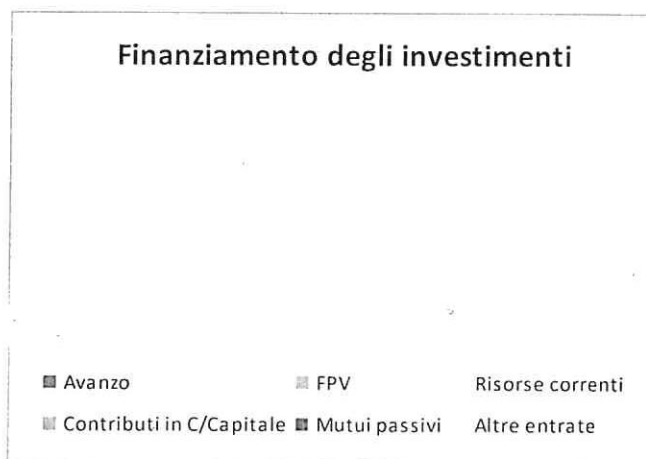 Finanziamento degli investimenti
Avanzo FPV Risorse correnti
Contributi in C/Capitale Mutui passivi Altre entrate